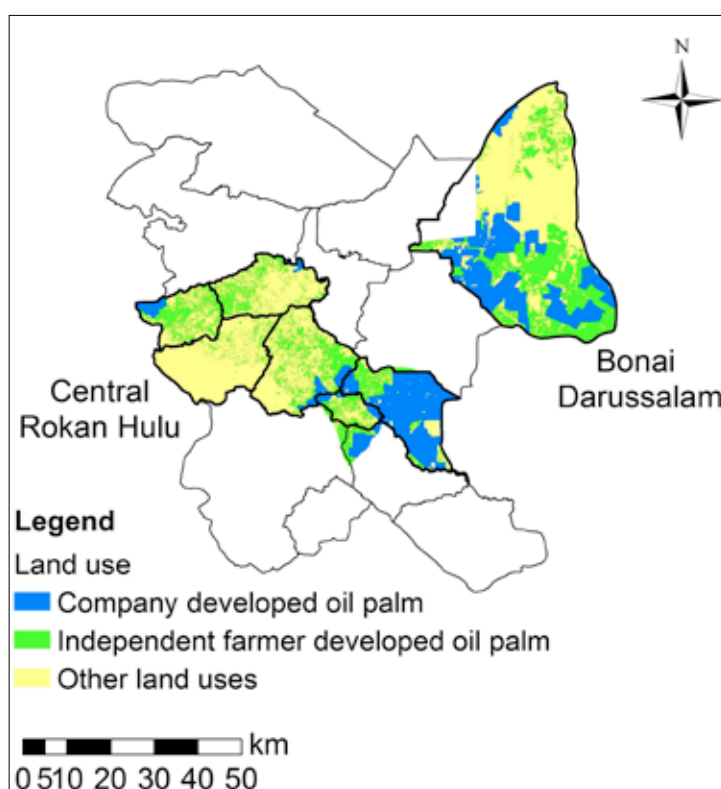 N
Bonai
Darussalam
Central
Rokan Hulu
Legend
Land use
Company developed oil palm
Independent farmer developed oil palm
Other land uses
km
0 510 20 30 40 50